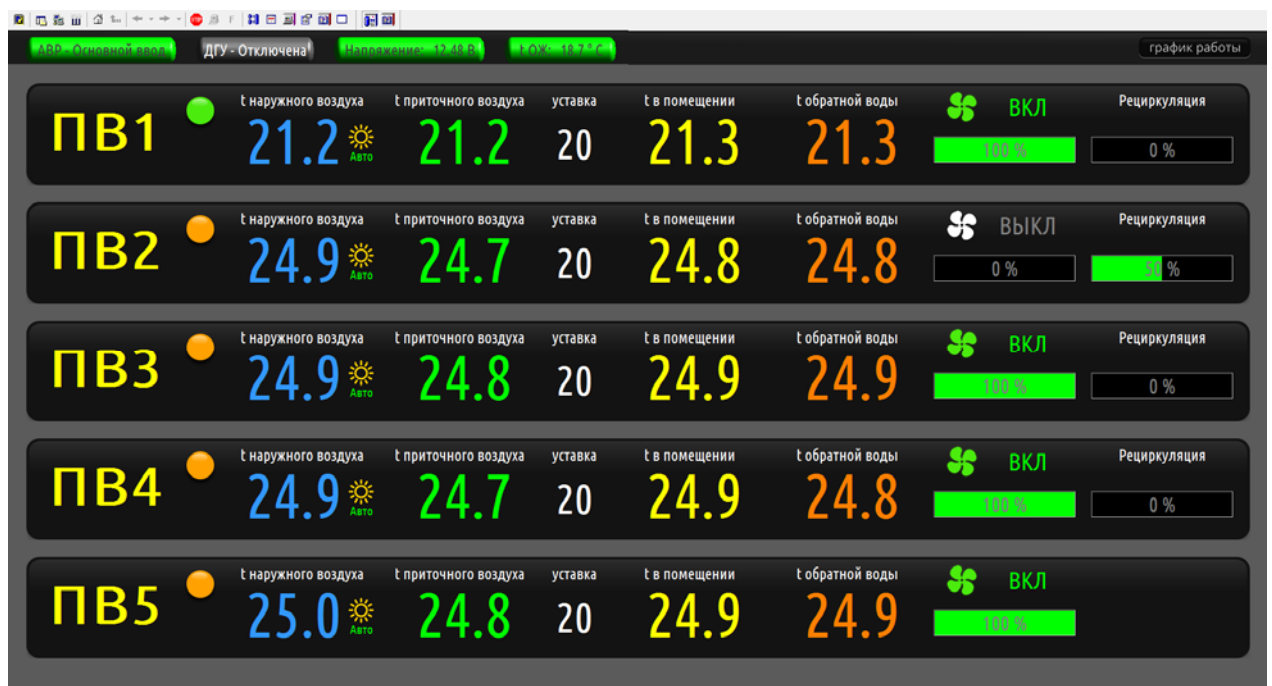 АВР - Основной ввод ДГУ - Отключена Напряжение: 12.48 В t ОЖ: 18.7 ° С график работы
ПВ1 t наружного воздуха t приточного воздуха уставка t в помещении t обратной воды ВКЛ Рециркуляция
21.2 Авто 21.2 20 21.3 21.3 100 % 0 %
ПВ2 t наружного воздуха t приточного воздуха уставка t в помещении t обратной воды ВЫКЛ Рециркуляция
24.9 Авто 24.7 20 24.8 24.8 0 % 50 %
ПВ3 t наружного воздуха t приточного воздуха уставка t в помещении t обратной воды ВКЛ Рециркуляция
24.9 Авто 24.8 20 24.9 24.9 100 % 0 %
ПВ4 t наружного воздуха t приточного воздуха уставка t в помещении t обратной воды ВКЛ Рециркуляция
24.9 Авто 24.7 20 24.9 24.8 100 % 0 %
ПВ5 t наружного воздуха t приточного воздуха уставка t в помещении t обратной воды ВКЛ
25.0 Авто 24.8 20 24.9 24.9 100 %